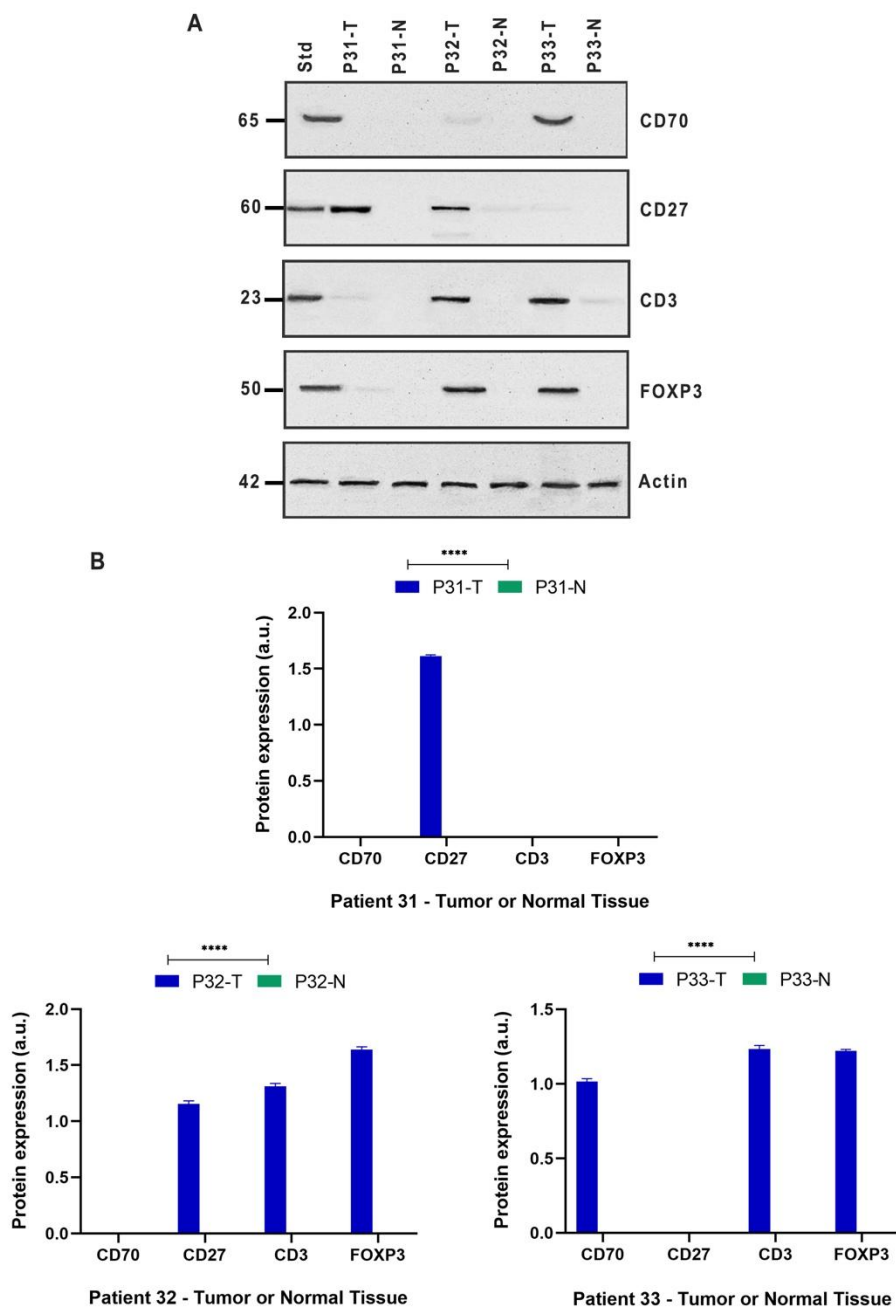 A
Std P31-T P31-N P32-T P32-N P33-T P33-N
65 CD70
60 CD27
23 CD3
50 FOXP3
42 Actin
B
****
P31-T P31-N
Protein expression (a.u.)
2.0
1.5
1.0
0.5
0.0
CD70 CD27 CD3 FOXP3
Patient 31 - Tumor or Normal Tissue
****
P32-T P32-N
Protein expression (a.u.)
2.0
1.5
1.0
0.5
0.0
CD70 CD27 CD3 FOXP3
Patient 32 - Tumor or Normal Tissue
****
P33-T P33-N
Protein expression (a.u.)
1.5
1.0
0.5
0.0
CD70 CD27 CD3 FOXP3
Patient 33 - Tumor or Normal Tissue